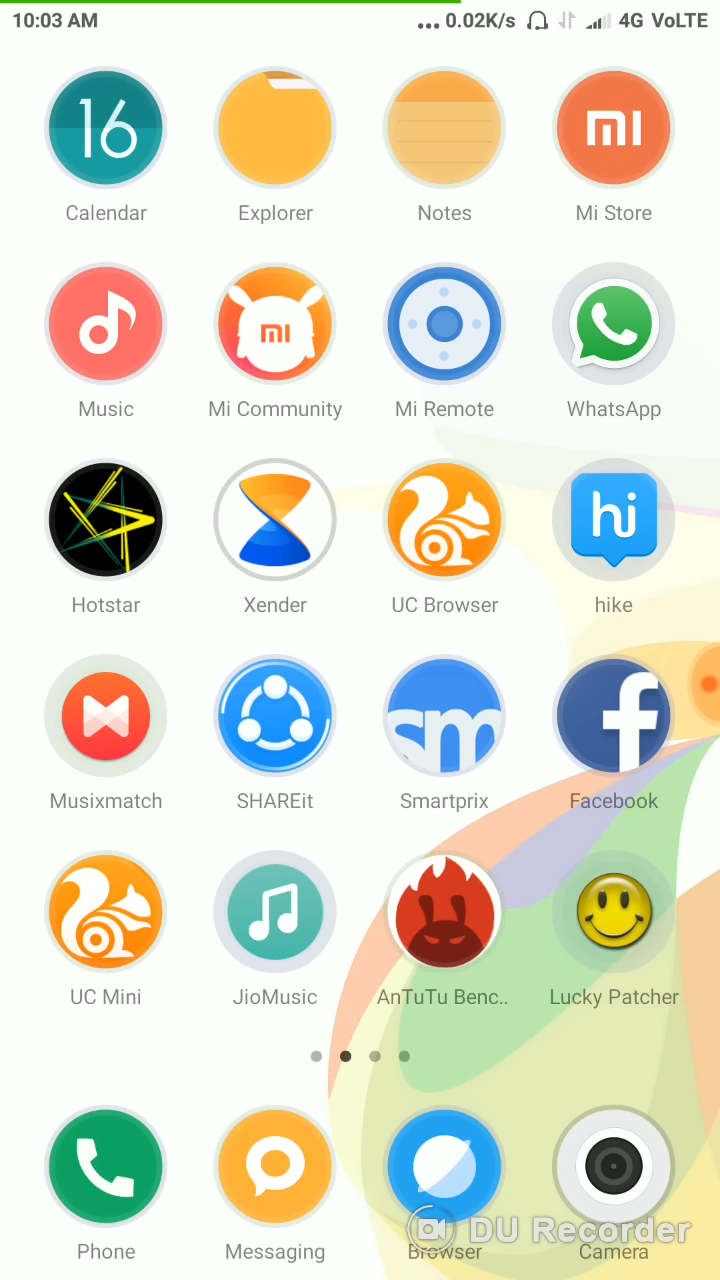 10:03 AM ... 0.02K/s 4G VoLTE
16
mi
Calendar Explorer Notes Mi Store
mi
Music Mi Community Mi Remote WhatsApp
hi
Hotstar Xender UC Browser hike
sm f
Musixmatch SHAREit Smartprix Facebook
UC Mini JioMusic AnTuTu Benc.. Lucky Patcher
DU Recorder
Phone Messaging Browser Camera